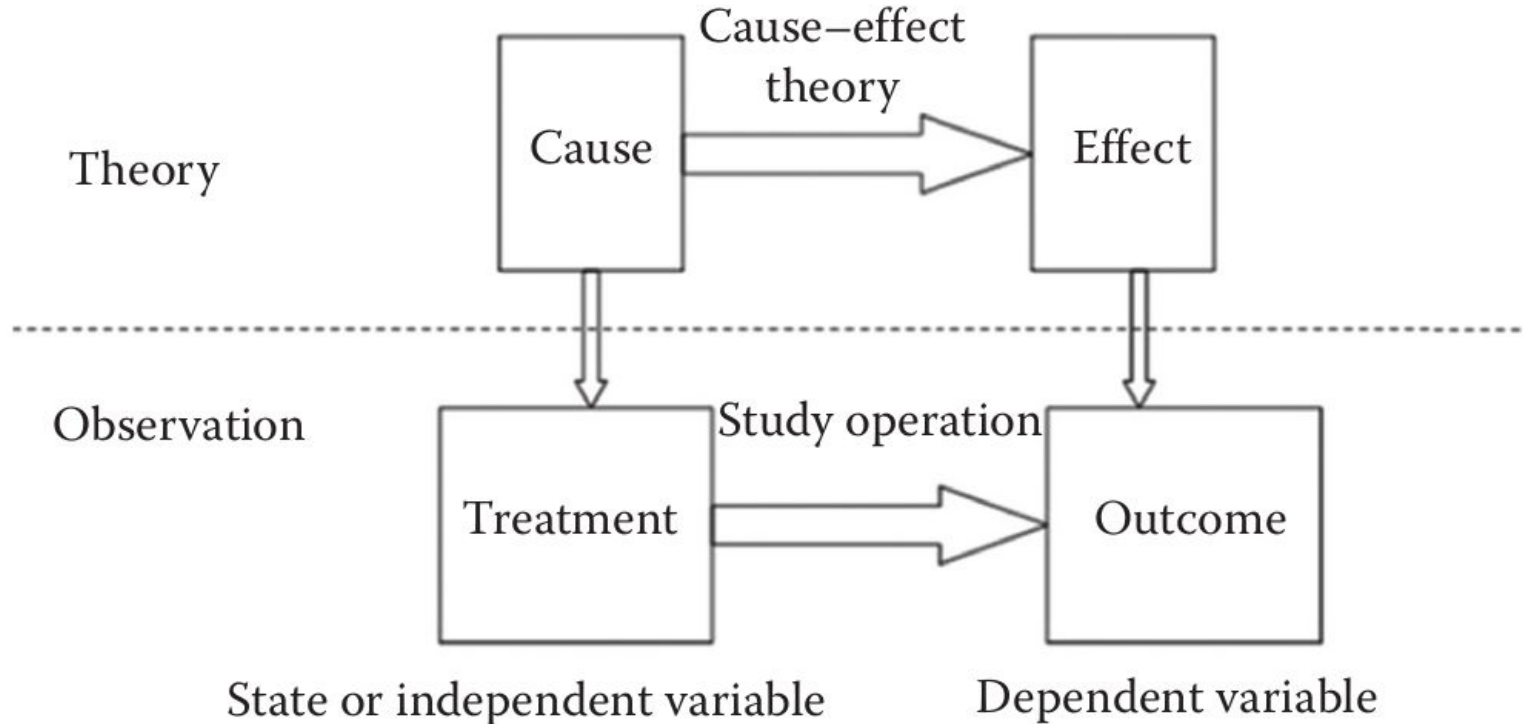 Cause–effect
theory
Theory
Cause
Effect
Observation
Study operation
Treatment
Outcome
State or independent variable
Dependent variable